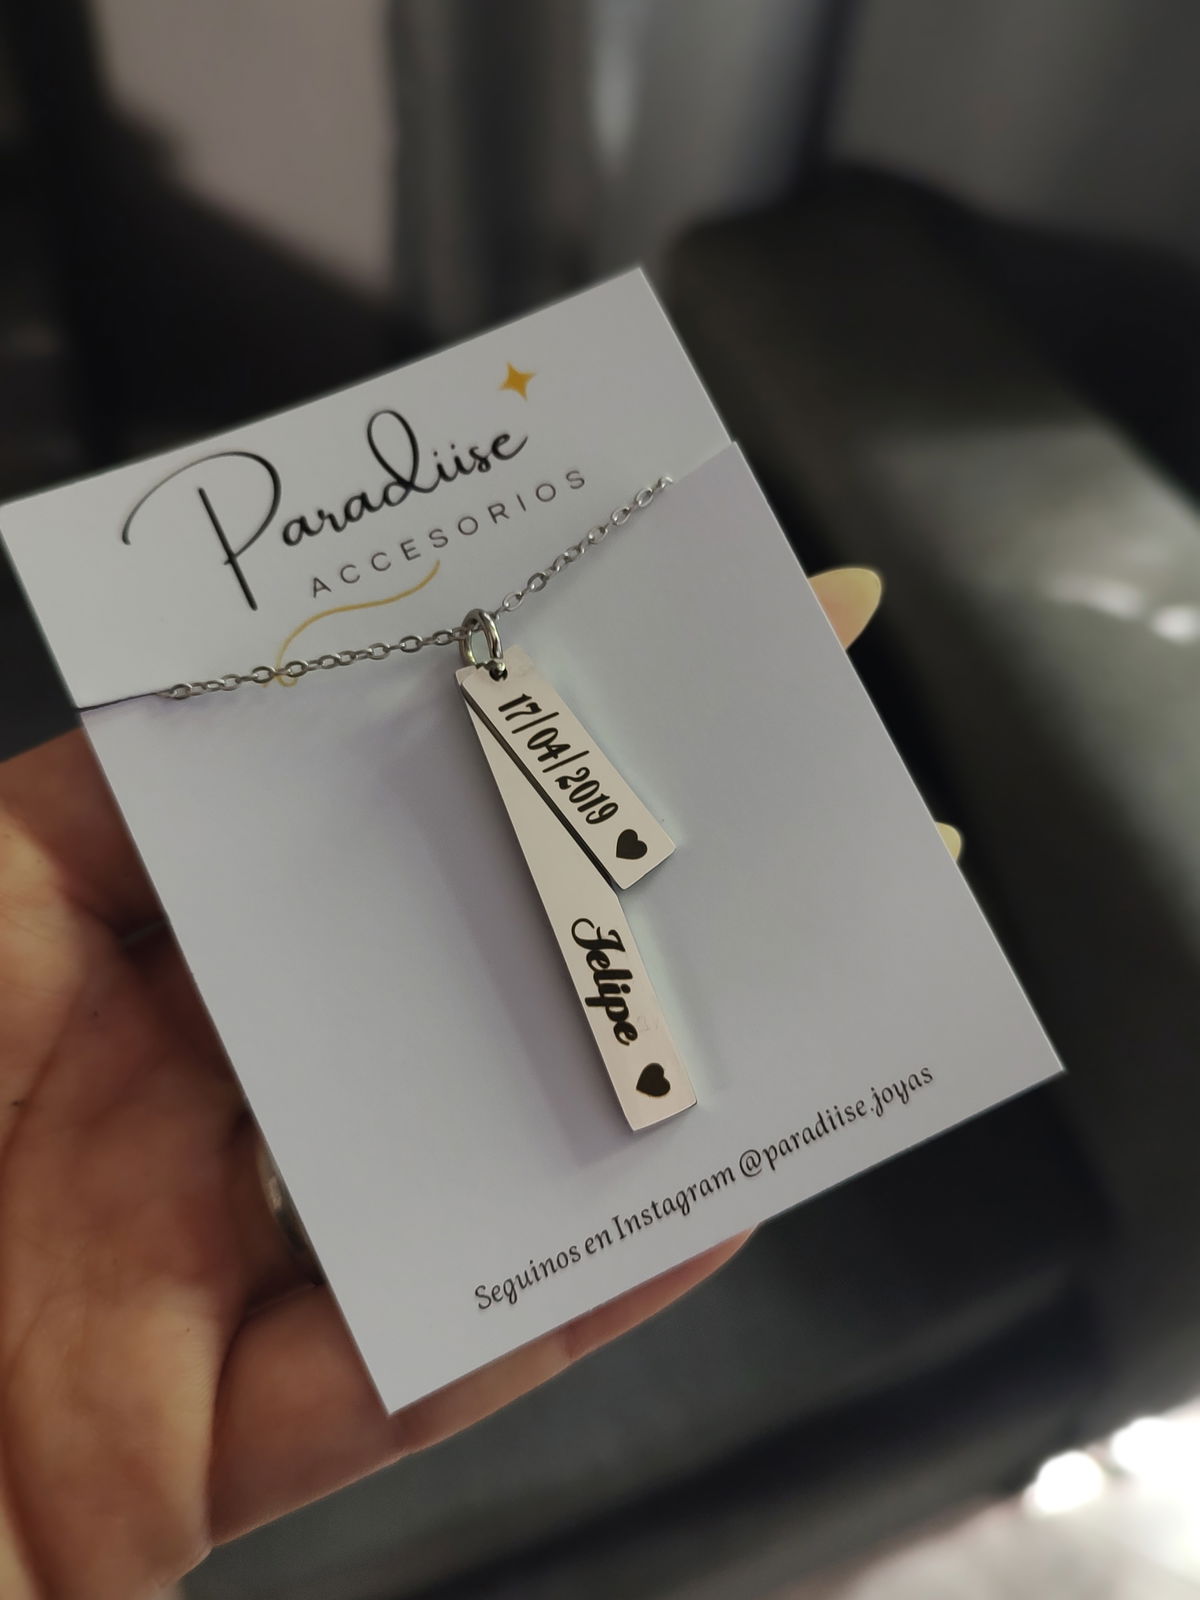 Paradiise
ACCESORIOS
17/04/2019
Felipe
Seguinos en Instagram @paradiise.joyas